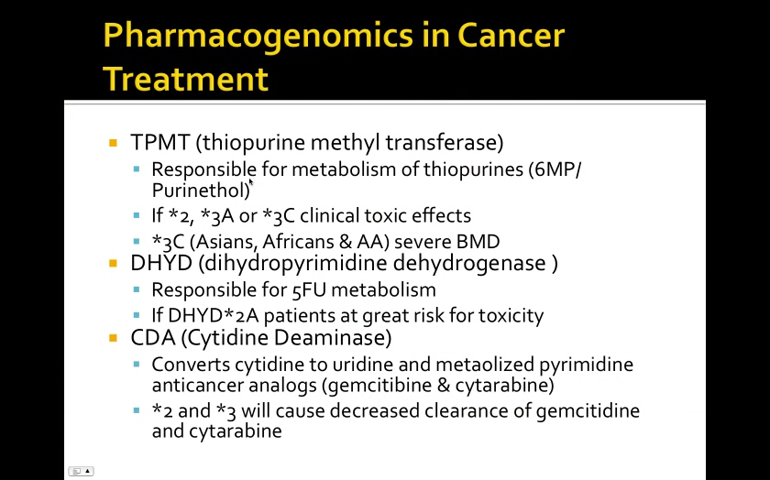 Pharmacogenomics in Cancer
Treatment
TPMT (thiopurine methyl transferase)
Responsible for metabolism of thiopurines (6MP/
Purinethol)
If *2, *3A or *3C clinical toxic effects
*3C (Asians, Africans & AA) severe BMD
DHYD (dihydropyrimidine dehydrogenase )
Responsible for 5FU metabolism
If DHYD*2A patients at great risk for toxicity
CDA (Cytidine Deaminase)
Converts cytidine to uridine and metaolized pyrimidine
anticancer analogs (gemcitibine & cytarabine)
*2 and *3 will cause decreased clearance of gemcitidine
and cytarabine